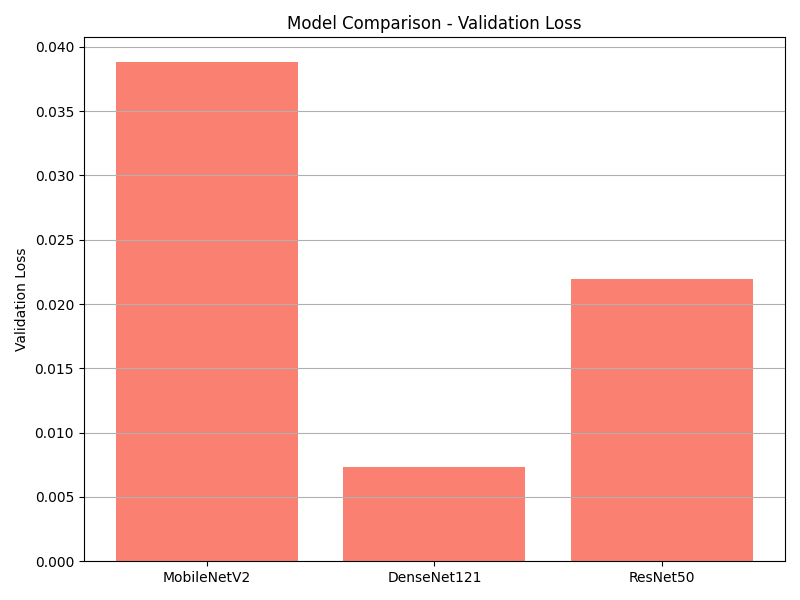 Model Comparison - Validation Loss
Validation Loss
0.040
0.035
0.030
0.025
0.020
0.015
0.010
0.005
0.000
MobileNetV2
DenseNet121
ResNet50